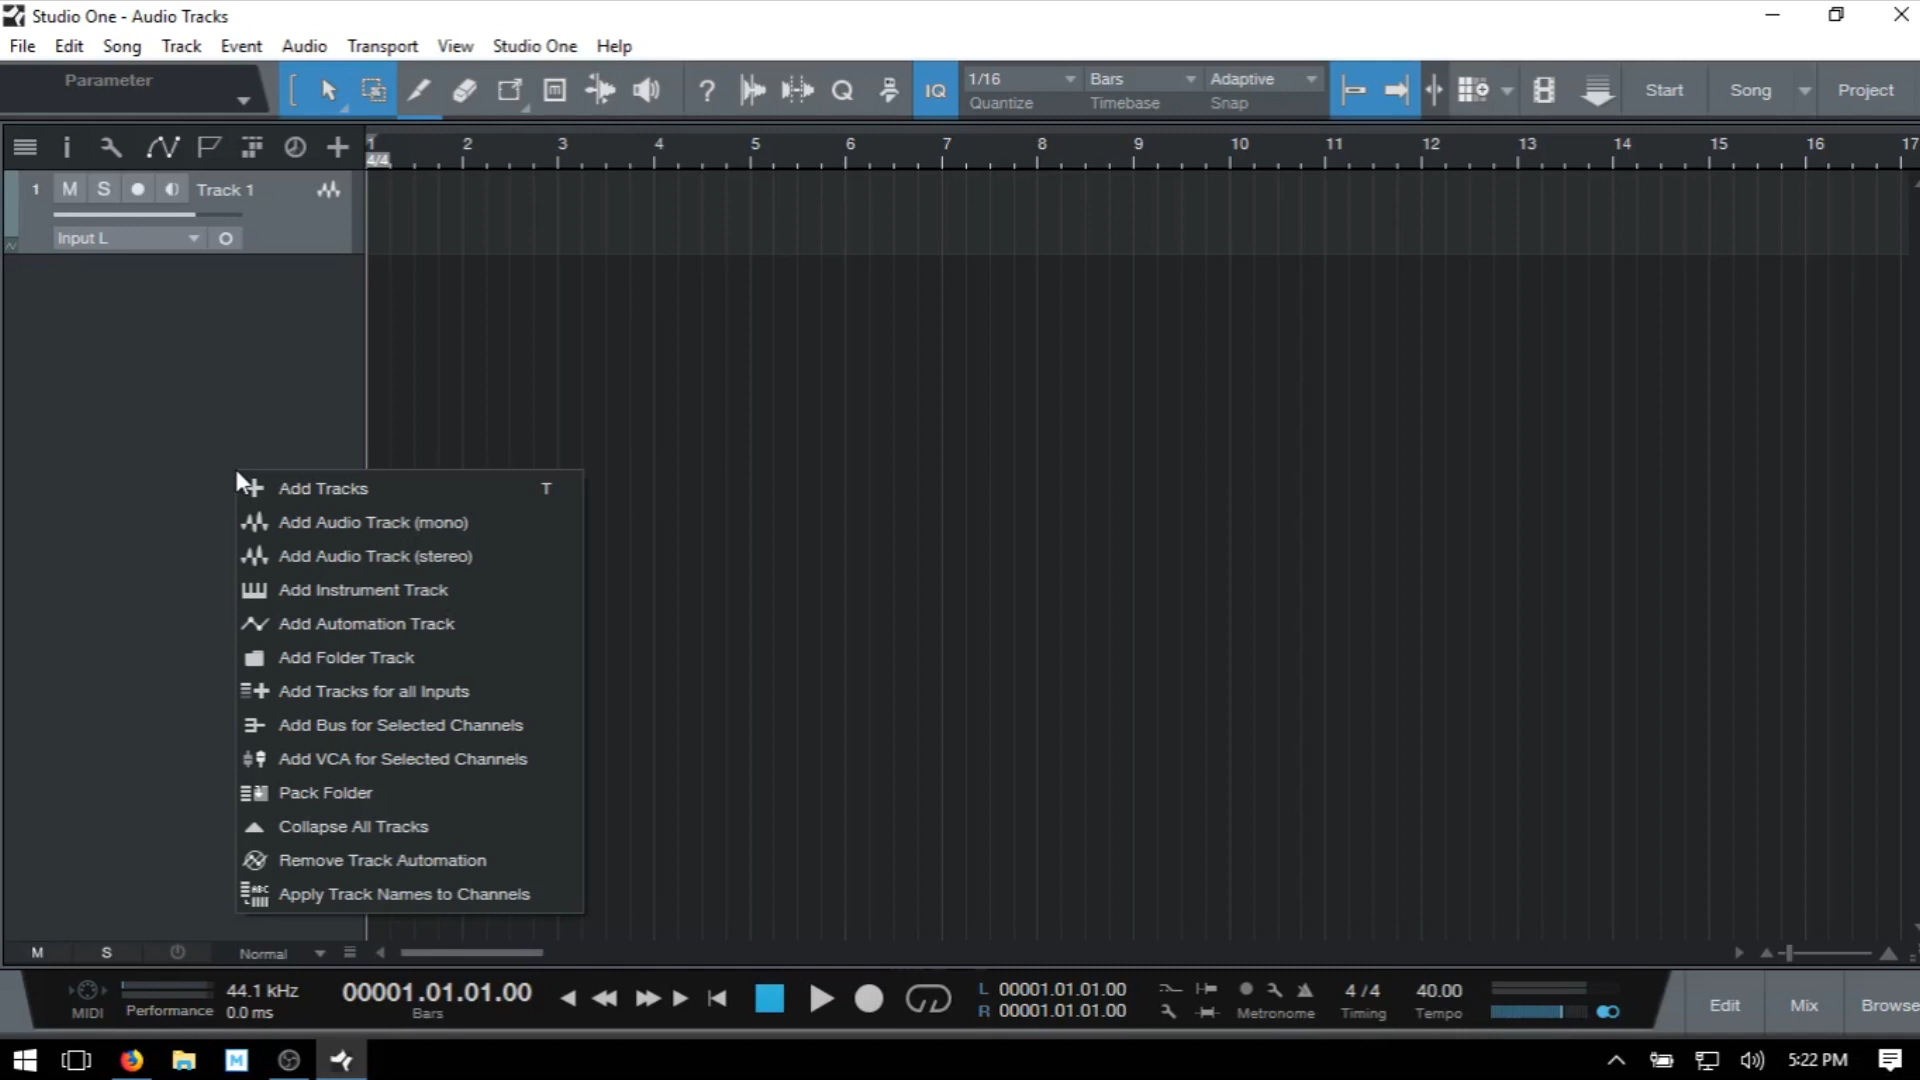 Studio One - Audio Tracks
File Edit Song Track Event Audio Transport View Studio One Help
Parameter
? Q IQ 1/16 Bars Adaptive Start Song Project
Quantize Timebase Snap
i 1 2 3 4 5 6 7 8 9 10 11 12 13 14 15 16 17
4/4
1 M S Track 1
Input L
Add Tracks T
Add Audio Track (mono)
Add Audio Track (stereo)
Add Instrument Track
Add Automation Track
Add Folder Track
Add Tracks for all Inputs
Add Bus for Selected Channels
Add VCA for Selected Channels
Pack Folder
Collapse All Tracks
Remove Track Automation
ABC Apply Track Names to Channels
M S Normal
44.1 kHz 00001.01.01.00 L 00001.01.01.00 4 / 4 40.00 Edit Mix Browse
MIDI Performance 0.0 ms Bars R 00001.01.01.00 Metronome Timing Tempo
M 5:22 PM